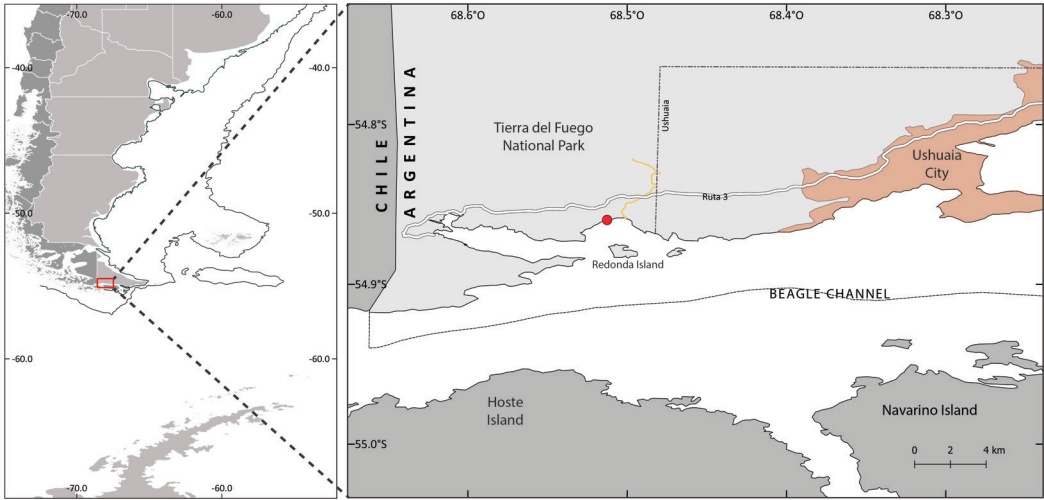 -70.0
-60.0
-40.0
-40.0
-50.0
-50.0
-60.0
-60.0
-70.0
-60.0
68.6°O
68.5°O
68.4°O
68.3°O
54.8°S
54.9°S
55.0°S
CHILE
ARGENTINA
Tierra del Fuego
National Park
Ushuaia
Ushuaia
City
Ruta 3
Redonda Island
BEAGLE CHANNEL
Hoste
Island
Navarino Island
0 2 4 km